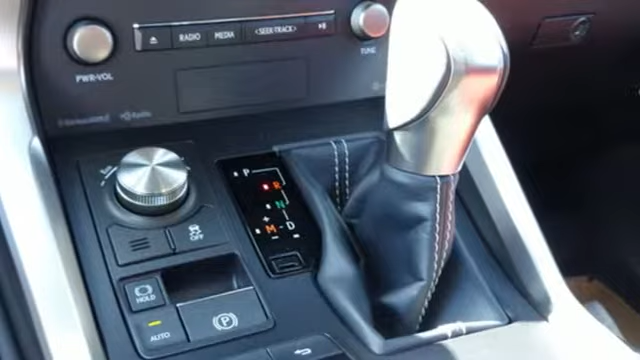 RADIO MEDIA <SEEK·TRACK>
PWR•VOL
TUNE
P
R
N
+
M D
−
OFF
HOLD
AUTO
P